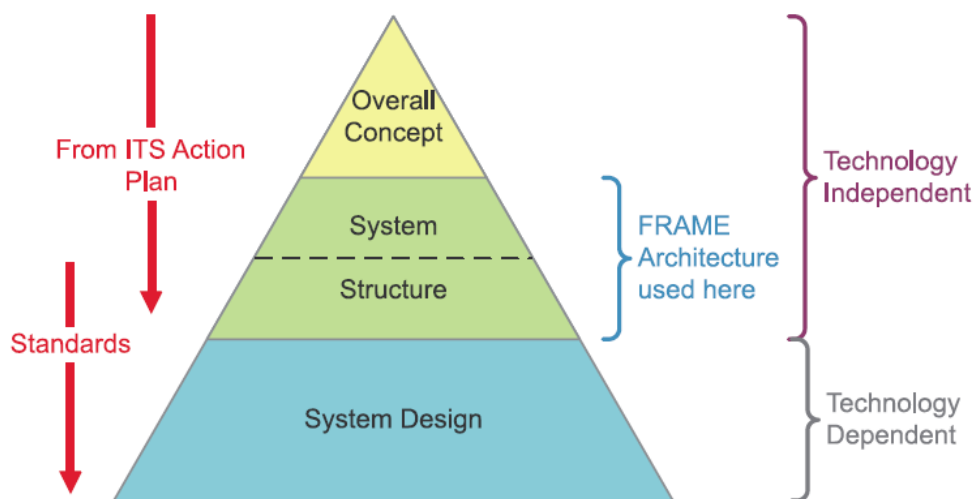 Overall
Concept
From ITS Action
Plan
Technology
Independent
System
FRAME
Architecture
used here
Structure
Standards
System Design
Technology
Dependent